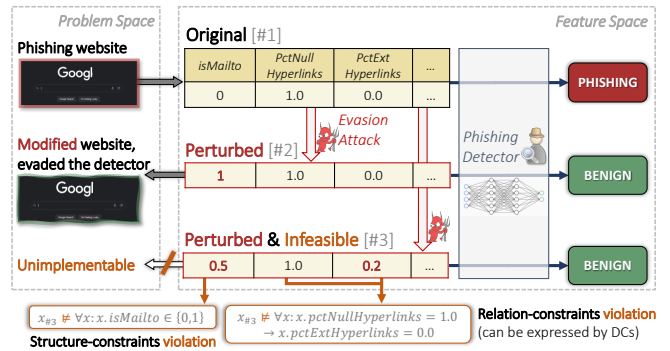 Problem Space
Feature Space
Phishing website
Googl
Original [#1]
isMailto PctNull Hyperlinks PctExt Hyperlinks ...
0 1.0 0.0 ...
PHISHING
Evasion
Attack
Phishing
Detector
Modified website,
evaded the detector
Googl
Perturbed [#2]
1 1.0 0.0 ...
BENIGN
Perturbed & Infeasible [#3]
Unimplementable
0.5 1.0 0.2 ...
BENIGN
x#3 ⊭ ∀x: x.isMailto ∈ {0,1}
Structure-constraints violation
x#3 ⊭ ∀x: x.pctNullHyperlinks = 1.0
→ x.pctExtHyperlinks = 0.0
Relation-constraints violation
(can be expressed by DCs)